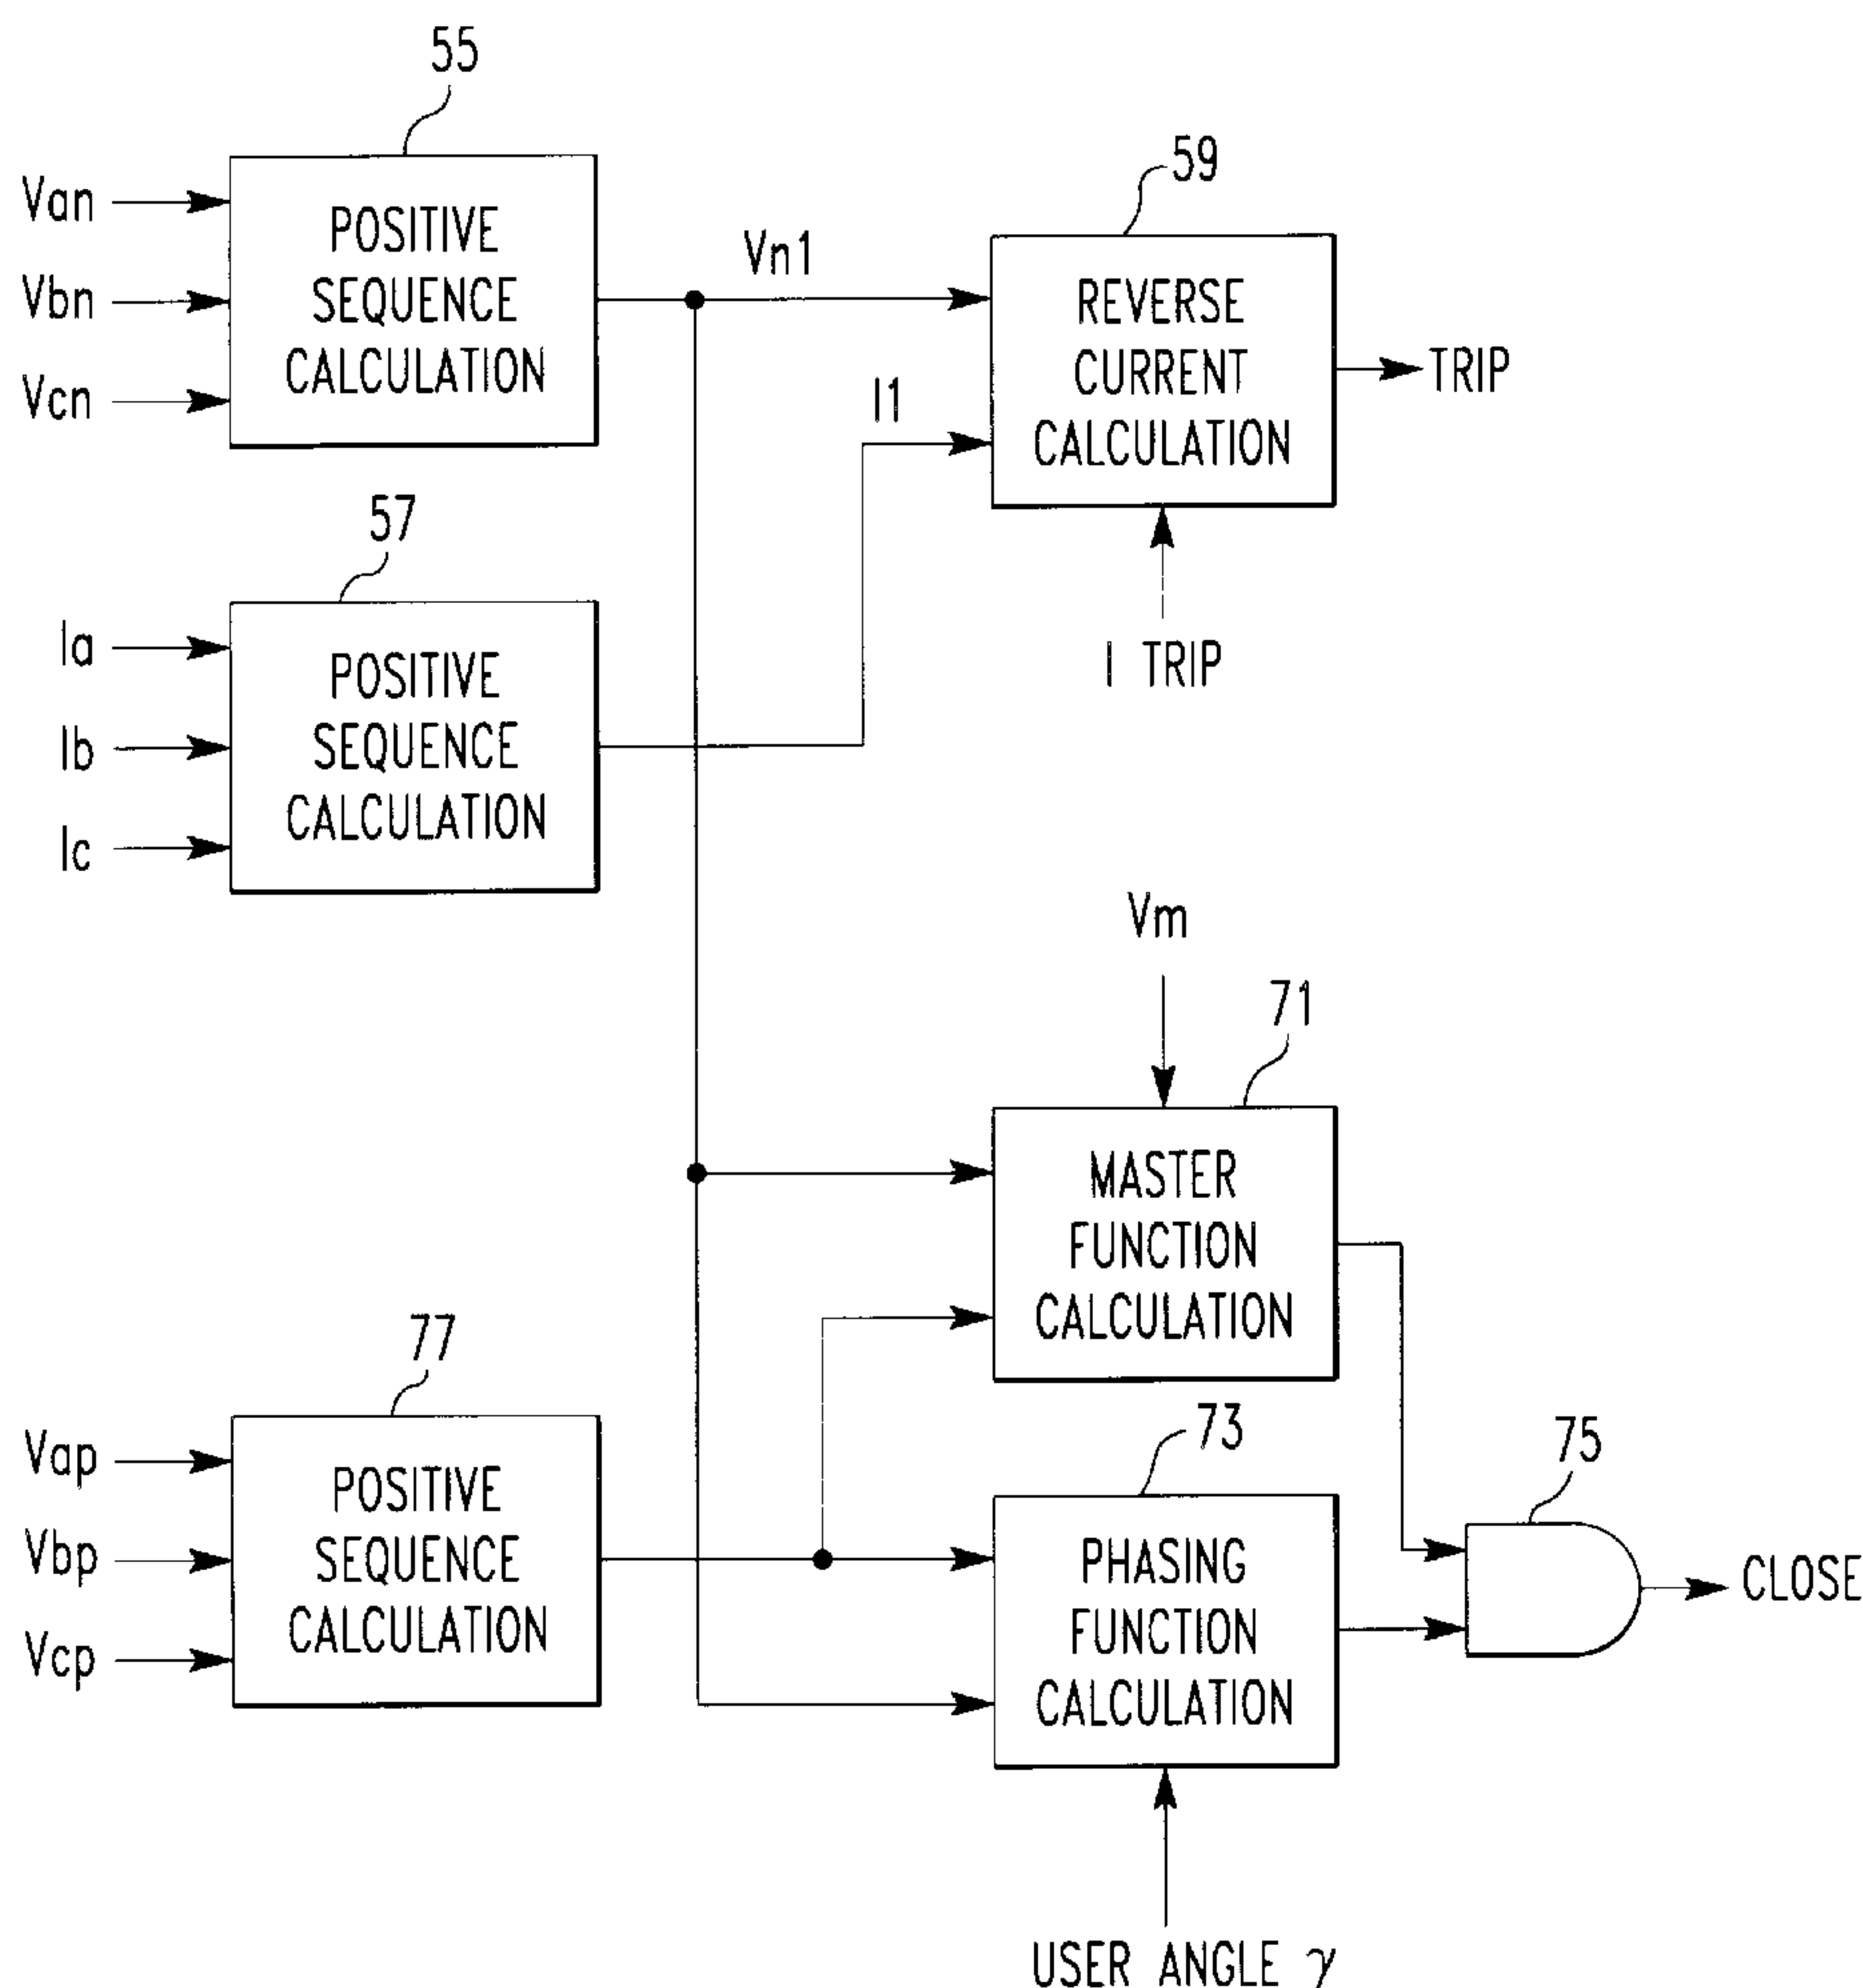 55
Van
Vbn
Vcn
POSITIVE
SEQUENCE
CALCULATION
Vn1
59
REVERSE
CURRENT
CALCULATION
TRIP
I1
I TRIP
57
Ia
Ib
Ic
POSITIVE
SEQUENCE
CALCULATION
Vm
71
MASTER
FUNCTION
CALCULATION
77
Vap
Vbp
Vcp
POSITIVE
SEQUENCE
CALCULATION
73
PHASING
FUNCTION
CALCULATION
75
CLOSE
USER ANGLE γ